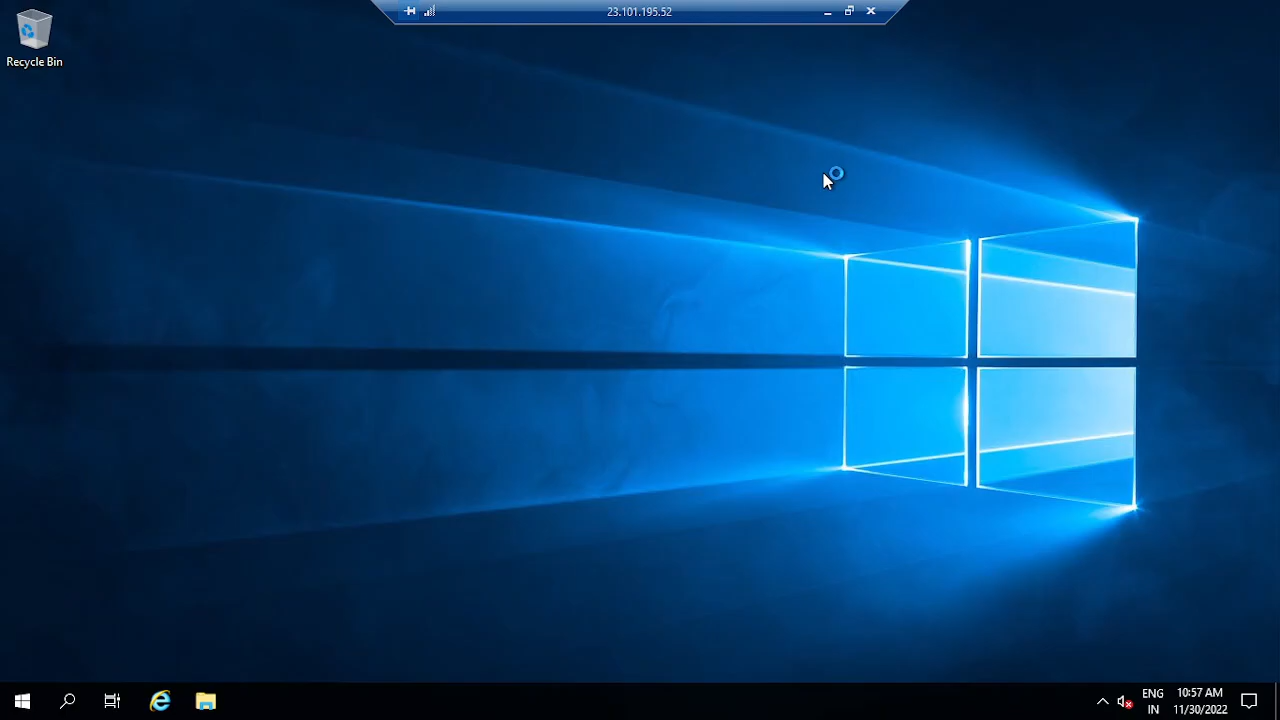 23.101.195.52
Recycle Bin
ENG
IN
10:57 AM
11/30/2022